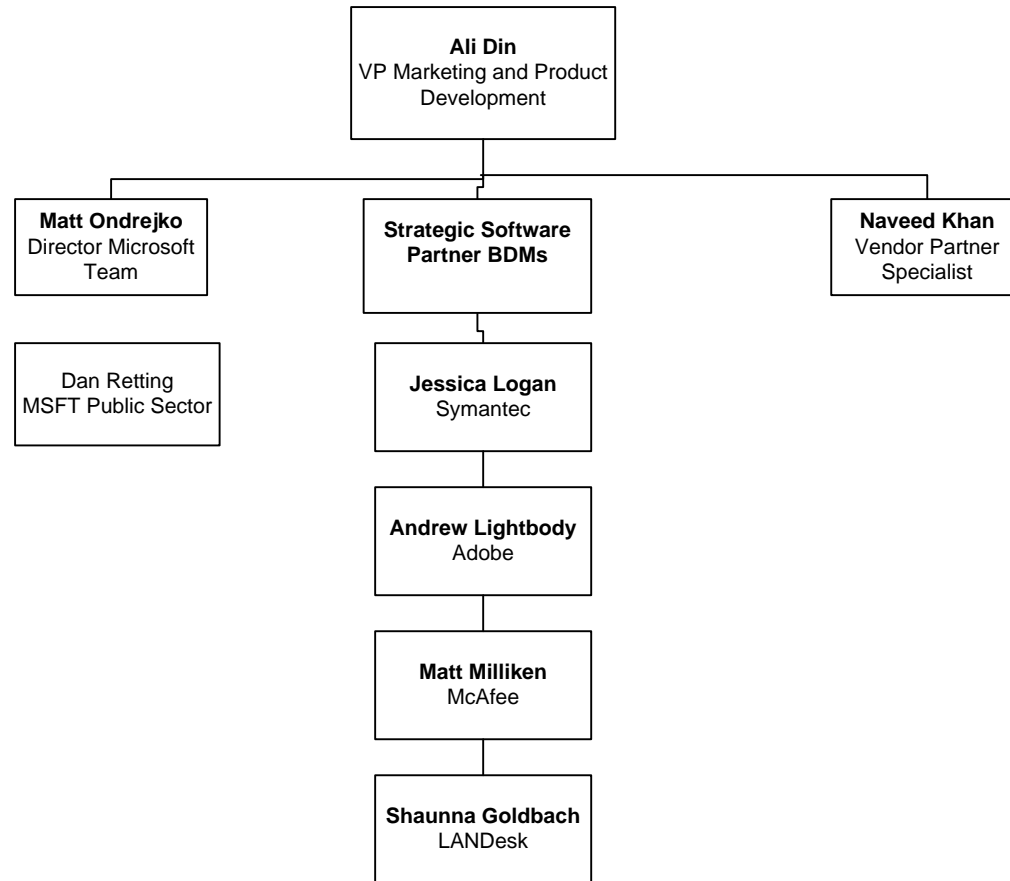 Ali Din
VP Marketing and Product
Development
Matt Ondrejko
Director Microsoft
Team
Strategic Software
Partner BDMs
Naveed Khan
Vendor Partner
Specialist
Dan Retting
MSFT Public Sector
Jessica Logan
Symantec
Andrew Lightbody
Adobe
Matt Milliken
McAfee
Shaunna Goldbach
LANDesk